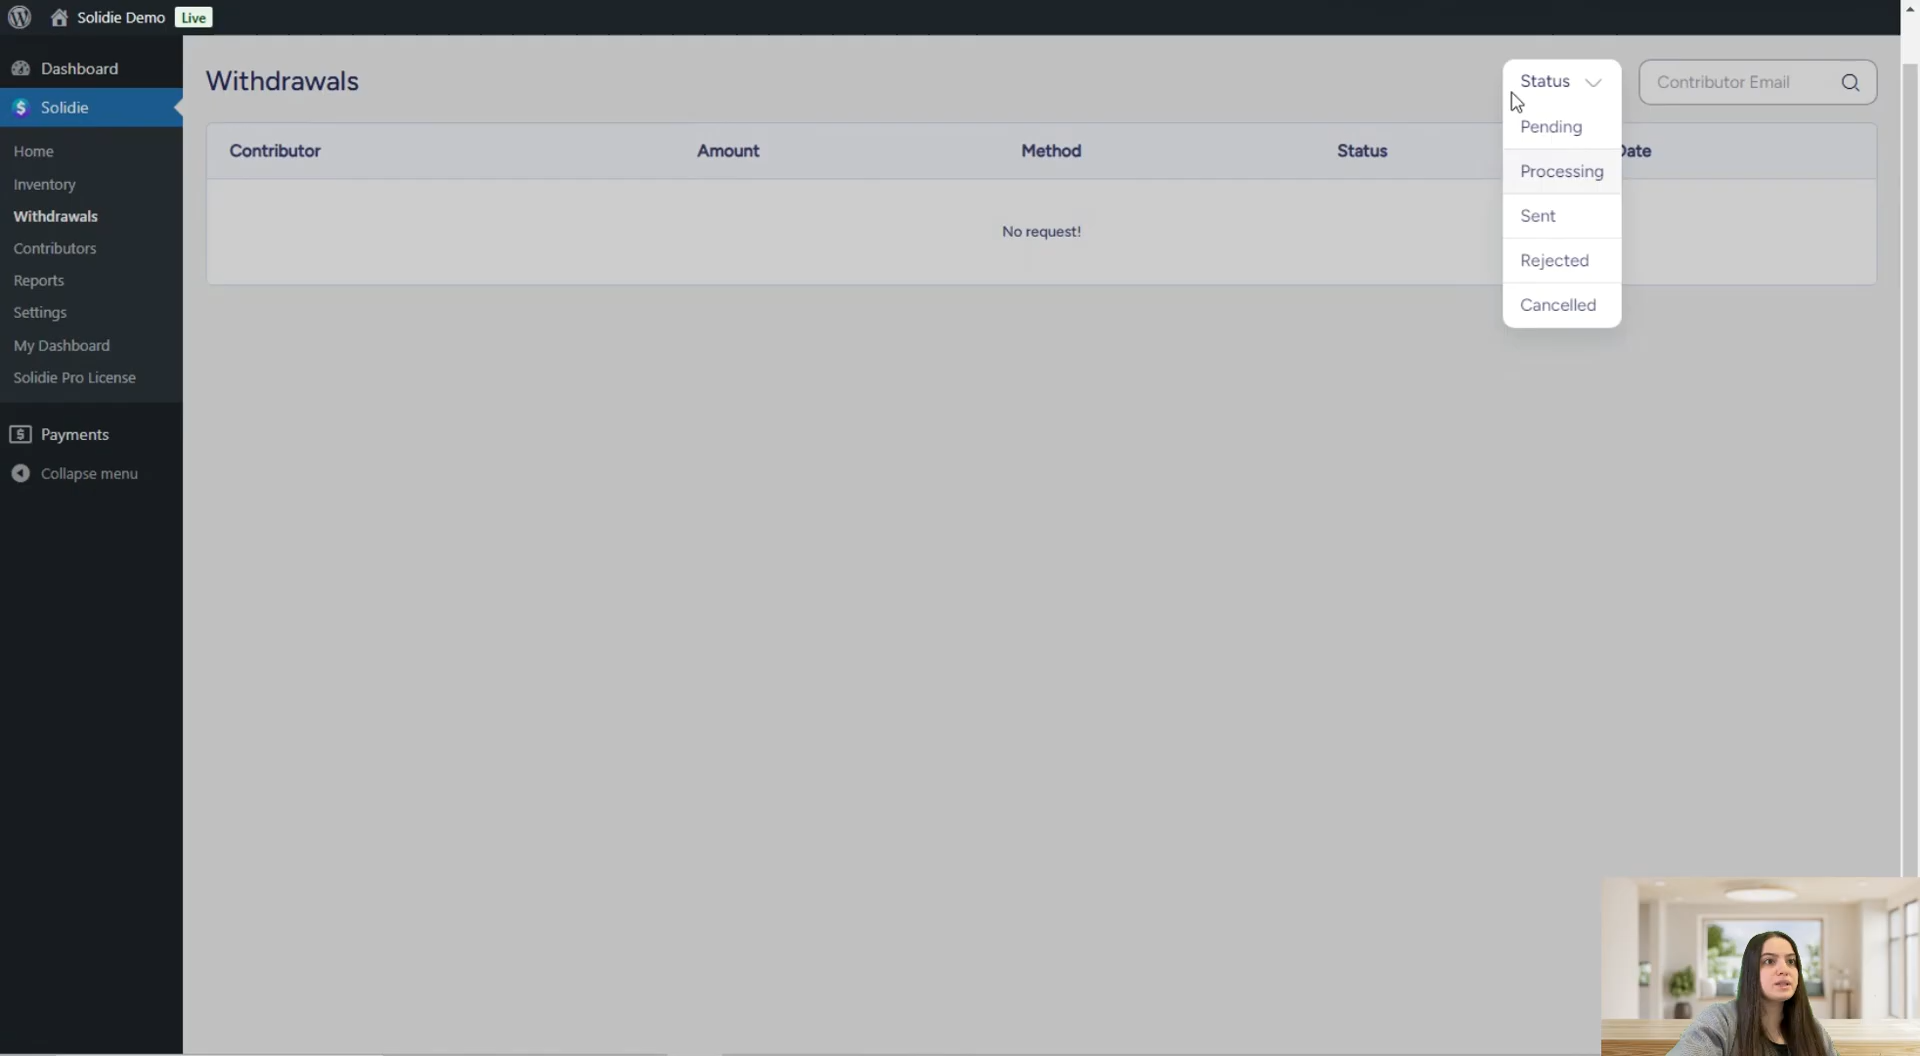 Solidie Demo Live
Dashboard
Solidie
Home
Inventory
Withdrawals
Contributors
Reports
Settings
My Dashboard
Solidie Pro License
Payments
Collapse menu
Withdrawals
Status
Contributor Email
Pending
Processing
Sent
Rejected
Cancelled
Contributor Amount Method Status Date
No request!